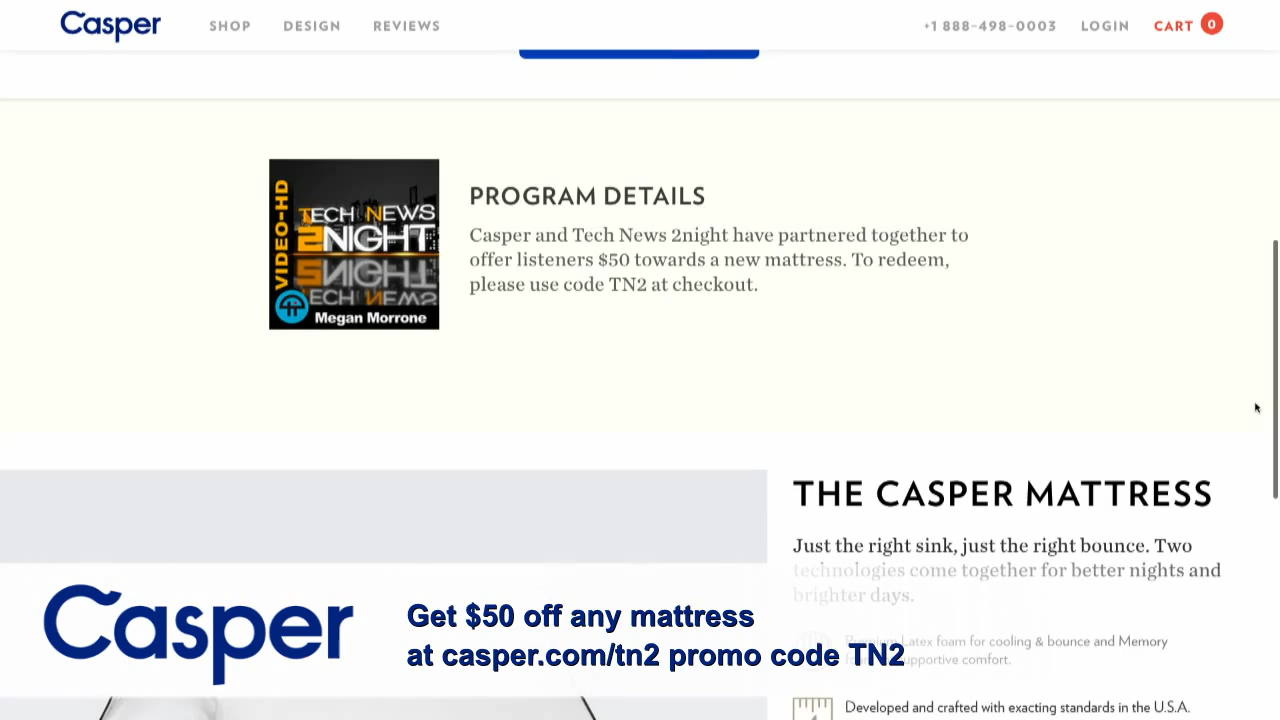 Casper SHOP DESIGN REVIEWS +1 888-498-0003 LOGIN CART 0
VIDEO-HD
TECH NEWS
2NIGHT
Megan Morrone
PROGRAM DETAILS
Casper and Tech News 2night have partnered together to
offer listeners $50 towards a new mattress. To redeem,
please use code TN2 at checkout.
THE CASPER MATTRESS
Just the right sink, just the right bounce. Two
technologies come together for better nights and
brighter days.
Premium Latex foam for cooling & bounce and Memory
supportive comfort.
Developed and crafted with exacting standards in the U.S.A.
Casper
Get $50 off any mattress
at casper.com/tn2 promo code TN2